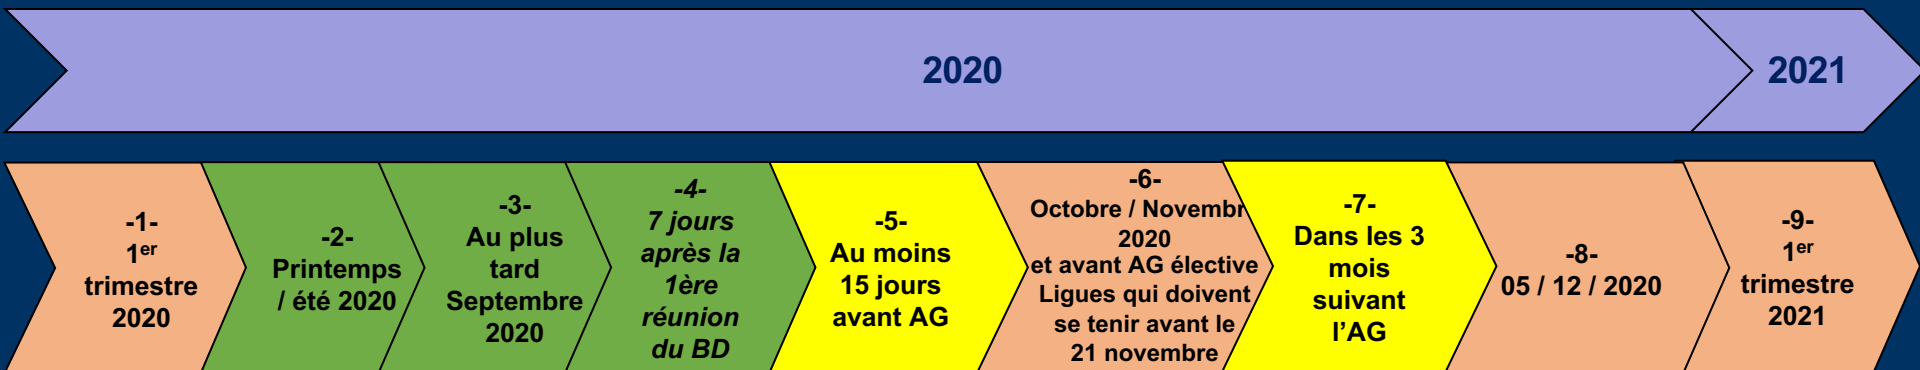 2020
2021
-1-
1er
trimestre
2020
-2-
Printemps
/ été 2020
-3-
Au plus
tard
Septembre
2020
-4-
7 jours
après la
1ère
réunion
du BD
-5-
Au moins
15 jours
avant AG
-6-
Octobre / Novembr
2020
et avant AG élective
Ligues qui doivent
se tenir avant le
21 novembre
-7-
Dans les 3
mois
suivant
l’AG
-8-
05 / 12 / 2020
-9-
1er
trimestre
2021